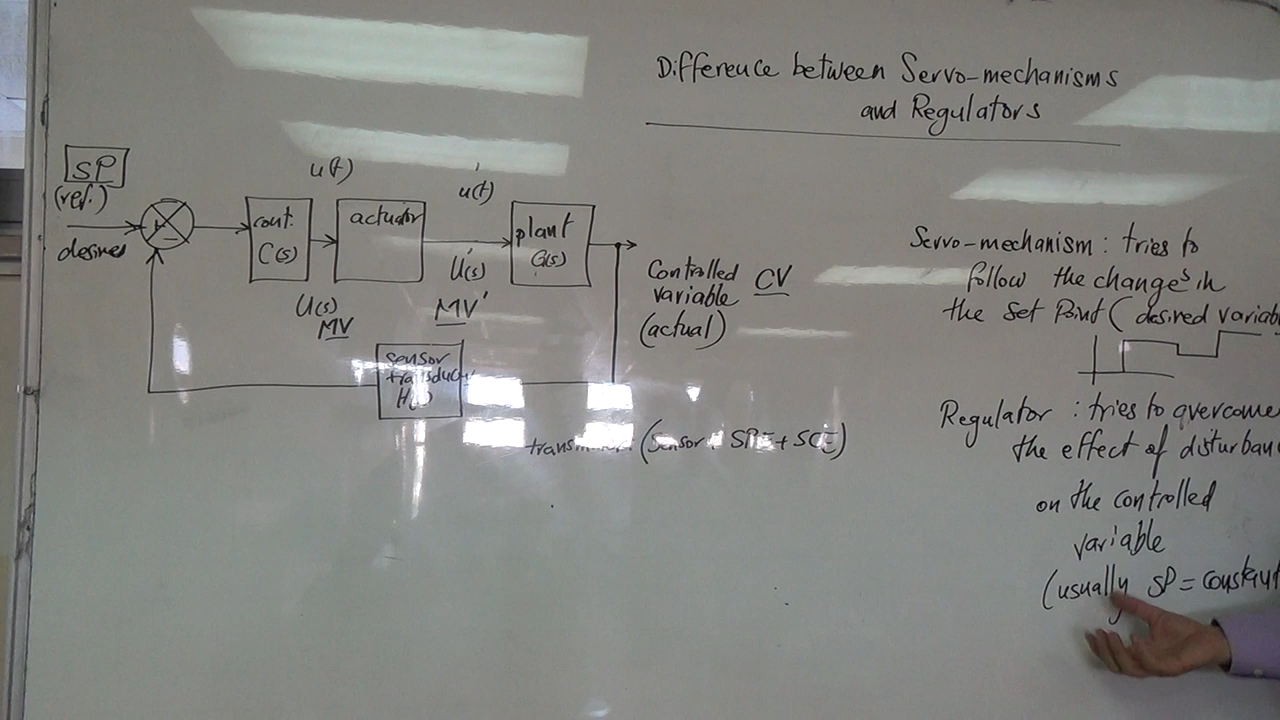 Difference between Servo-mechanisms
and Regulators
SP
(ref.)
desired
u(t)
u'(t)
cont.
C(s)
actuator
plant
G(s)
U(s)
MV
U'(s)
MV'
Controlled
variable CV
(actual)
sensor
transduc
H(s)
(Sensor + SPE + SCE)
Servo-mechanism: tries to
follow the changes in
the Set Point (desired variab
Regulator : tries to overcome
the effect of disturban
on the controlled
variable
(usually SP = constant